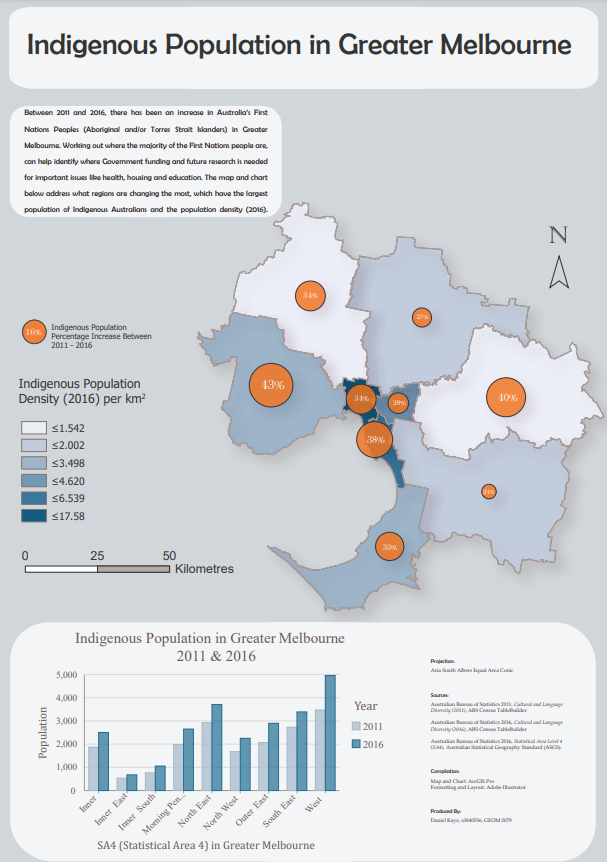 Indigenous Population in Greater Melbourne
Between 2011 and 2016, there has been an increase in Australia's First
Nations Peoples (Aboriginal and/or Torres Strait Islanders) in Greater
Melbourne. Working out where the majority of the First Nations people are,
can help identify where Government funding and future research is needed
for important issues like health, housing and education. The map and chart
below address what regions are changing the most, which have the largest
population of Indigenous Australians and the population density (2016).
N
34%
27%
16%
Indigenous Population
Percentage Increase Between
2011 - 2016
43%
34%
28%
40%
38%
24%
33%
Indigenous Population
Density (2016) per km²
≤1.542
≤2.002
≤3.498
≤4.620
≤6.539
≤17.58
0 25 50
Kilometres
Indigenous Population in Greater Melbourne
2011 & 2016
Population
5,000
4,000
3,000
2,000
1,000
0
Inner
Inner East
Inner South
Morning Pen...
North East
North West
Outer East
South East
West
SA4 (Statistical Area 4) in Greater Melbourne
Year
2011
2016
Projection:
Asia South Albers Equal Area Conic
Sources:
Australian Bureau of Statistics 2011, Cultural and Language
Diversity (2011), ABS Census TableBuilder
Australian Bureau of Statistics 2016, Cultural and Language
Diversity (2016), ABS Census TableBuilder
Australian Bureau of Statistics 2016, Statistical Area Level 4
(SA4), Australian Statistical Geography Standard (ASGS).
Compilation:
Map and Chart: ArcGIS Pro
Formatting and Layout: Adobe Illustrator
Produced By:
Daniel Kaye, s3840556, GEOM 2079